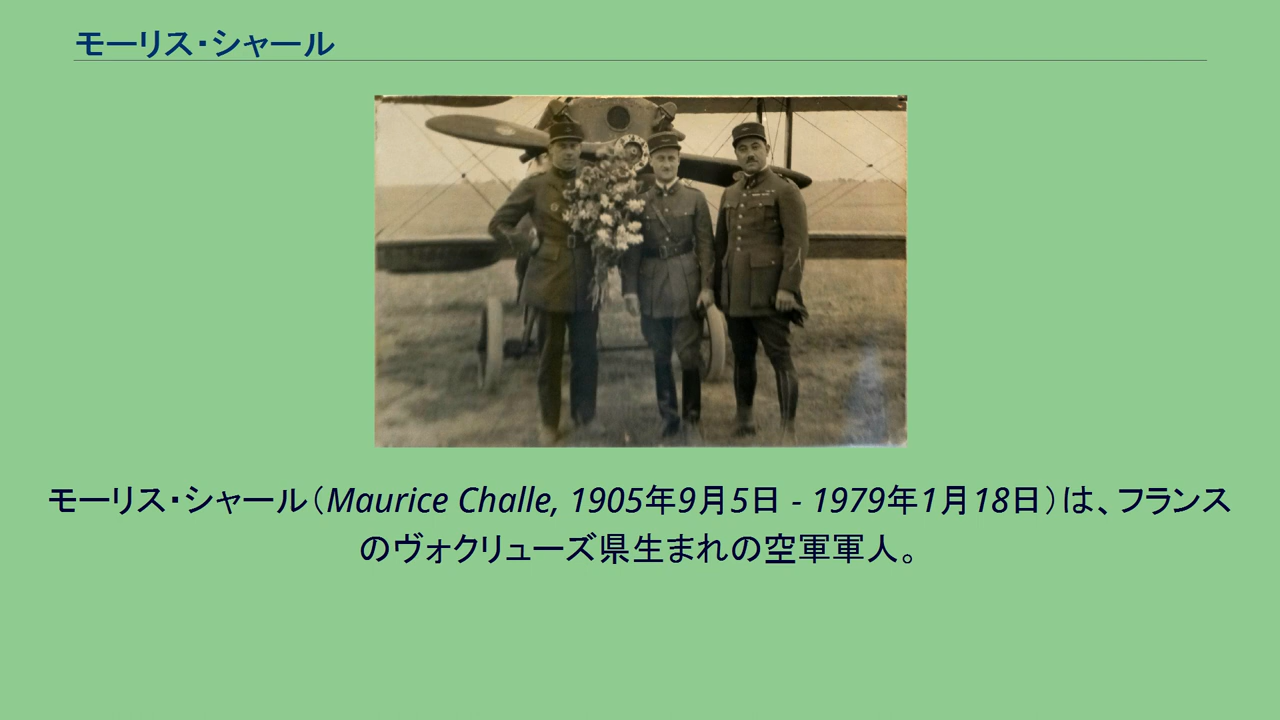 モーリス・シャール
モーリス・シャール（Maurice Challe, 1905年9月5日 - 1979年1月18日）は、フランス
のヴォクリューズ県生まれの空軍軍人。